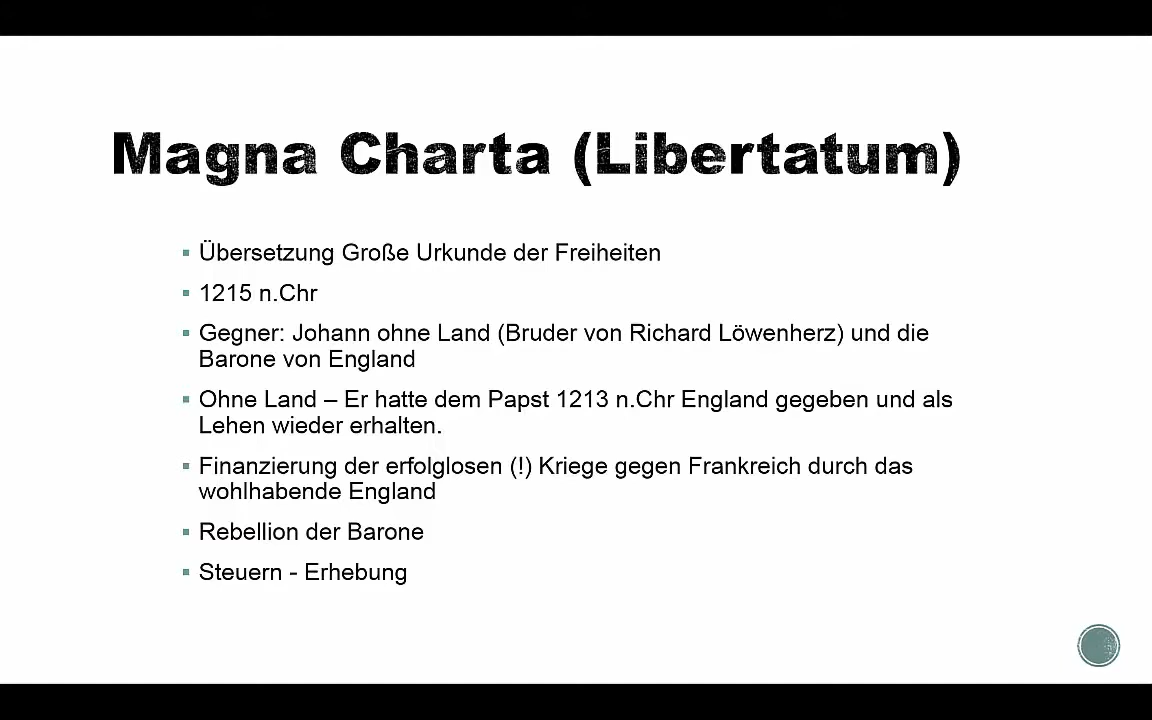 Magna Charta (Libertatum)
Übersetzung Große Urkunde der Freiheiten
1215 n.Chr
Gegner: Johann ohne Land (Bruder von Richard Löwenherz) und die
Barone von England
Ohne Land – Er hatte dem Papst 1213 n.Chr England gegeben und als
Lehen wieder erhalten.
Finanzierung der erfolglosen (!) Kriege gegen Frankreich durch das
wohlhabende England
Rebellion der Barone
Steuern - Erhebung